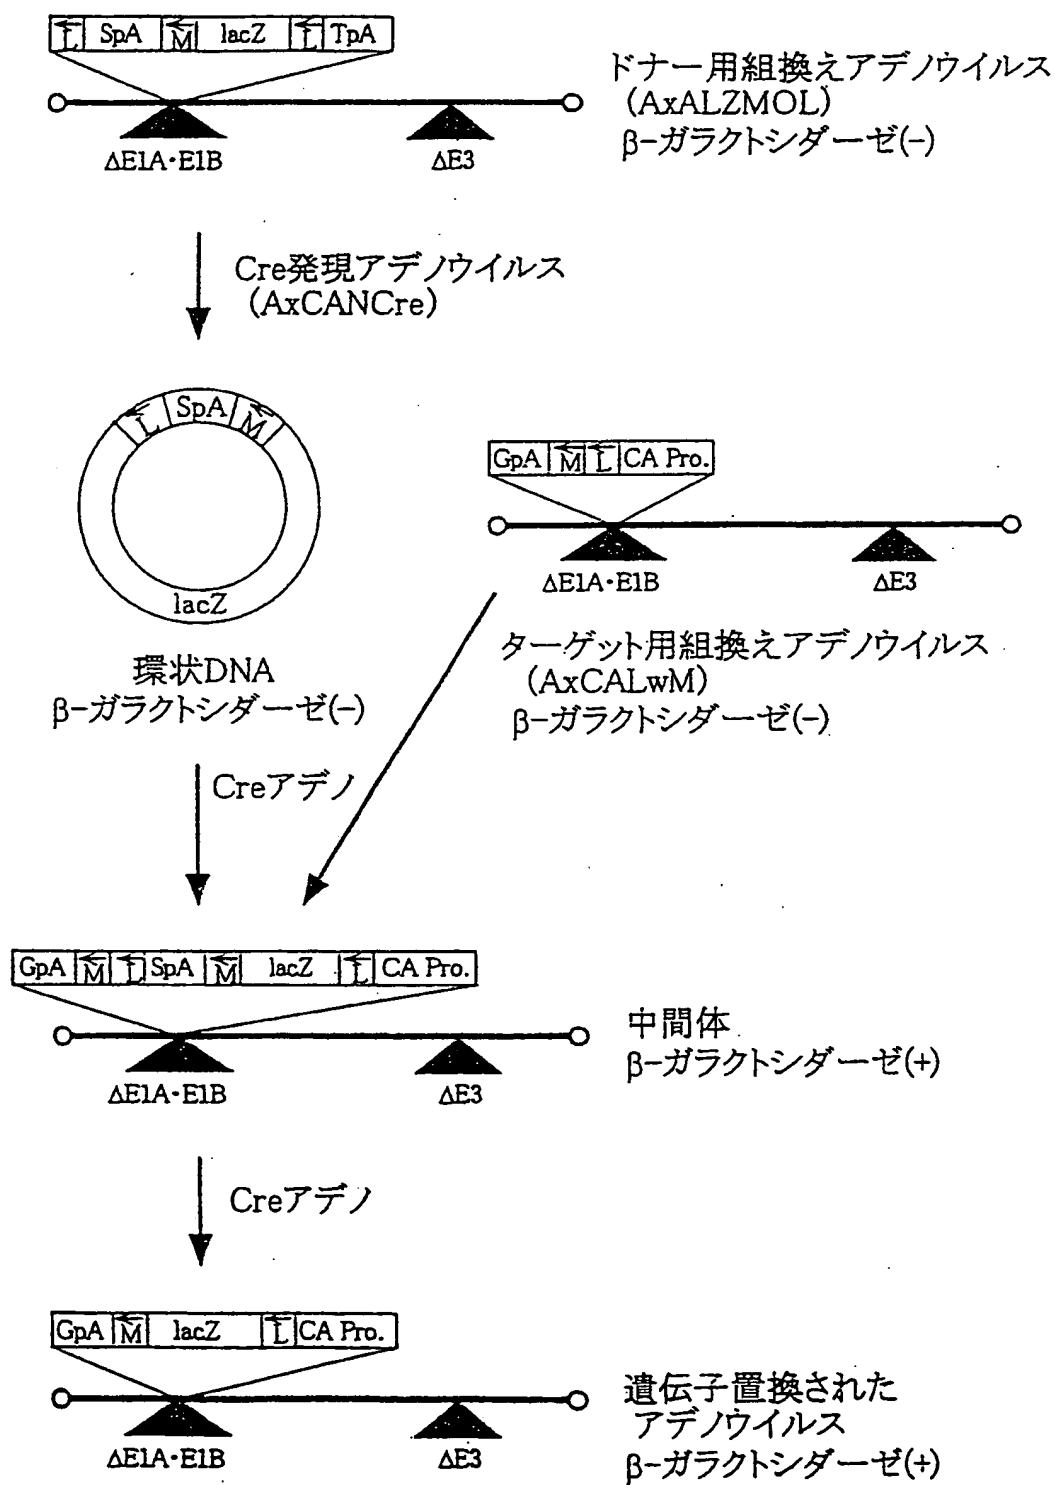 L SpA M lacZ L TpA
ΔE1A·E1B
ΔE3
ドナー用組換えアデノウイルス
(AxALZMOL)
β-ガラクトシダーゼ(-)
Cre発現アデノウイルス
(AxCANCre)
L SpA M
lacZ
環状DNA
β-ガラクトシダーゼ(-)
GpA M L CA Pro.
ΔE1A·E1B
ΔE3
ターゲット用組換えアデノウイルス
(AxCALwM)
β-ガラクトシダーゼ(-)
Creアデノ
GpA M L SpA M lacZ L CA Pro.
ΔE1A·E1B
ΔE3
中間体
β-ガラクトシダーゼ(+)
Creアデノ
GpA M lacZ L CA Pro.
ΔE1A·E1B
ΔE3
遺伝子置換された
アデノウイルス
β-ガラクトシダーゼ(+)